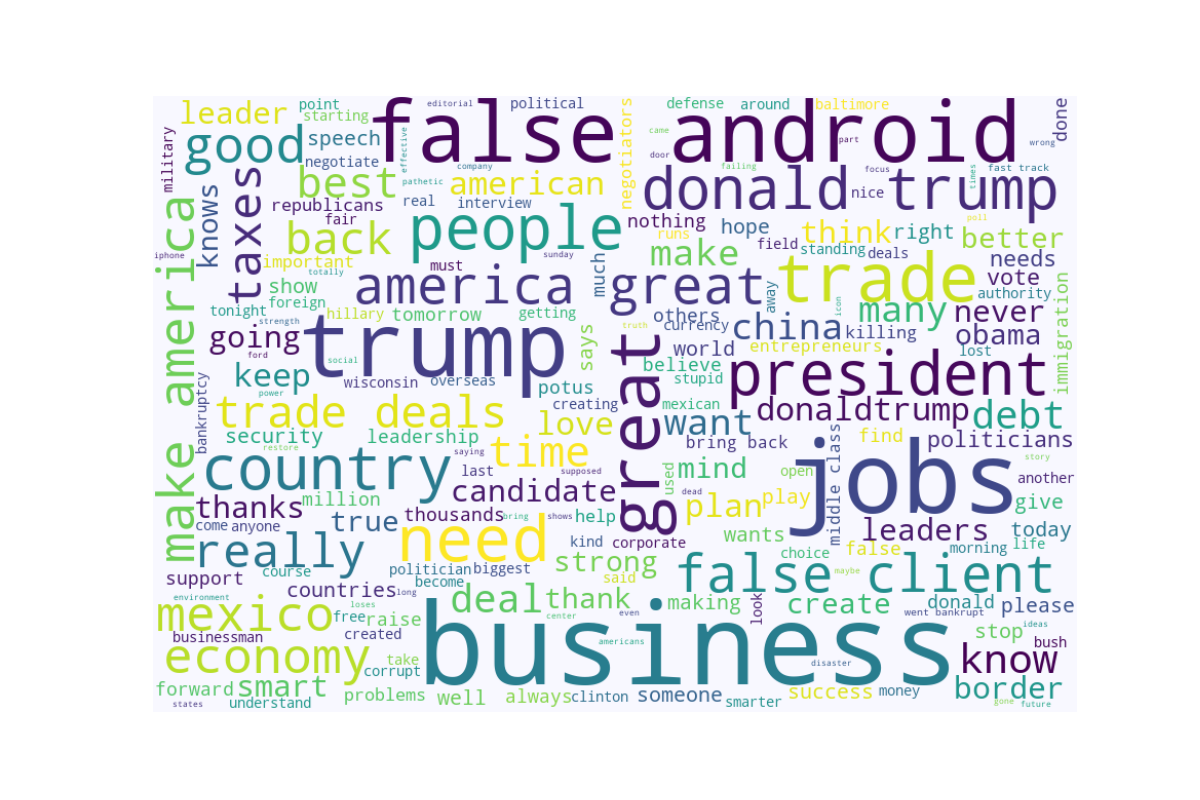 leader
point
starting
editorial
political
false android
negotiators
defense
around
baltimore
done
military
good
speech
negotiate
effective
company
came
door
part
wrong
failing
focus
times
fast track
best
pathetic
american
donald
nice
trump
knows
taxes
republicans
fair
real
interview
people
nothing
runs
hope
poll
think
right
better
make america
iphone
back
important
must
sunday
much
make
field
standing
deals
needs
totally
show
foreign
tonight
strength
america
great
away
trade
icon
vote
authority
immigration
hillary
tomorrow
getting
says
others
currency
truth
many
never
going
ford
trump
social
china
killing
obama
world
entrepreneurs
lost
keep
power
wisconsin
overseas
potus
believe
stupid
president
bankruptcy
trade deals
creating
great
mexican
want
donaldtrump
debt
security
restore
leadership
saying
love
time
bring back
middle class
find
politicians
story
country
last
supposed
used
mind
open
jobs
another
thanks
million
candidate
dead
plan
play
give
come
anyone
true
thousands
bring
shows
help
need
kind
corporate
wants
leaders
today
really
politician
biggest
strong
choice
false
morning
life
support
course
become
said
false client
maybe
countries
long
environment
mexico
loses
free
raise
deal
thank
center
even
making
look
create
went bankrupt
donald
please
ideas
businessman
created
business
americans
stop
bush
economy
take
corrupt
disaster
know
forward
smart
problems
well
always
clinton
someone
smarter
success
money
border
states
understand
gone
future